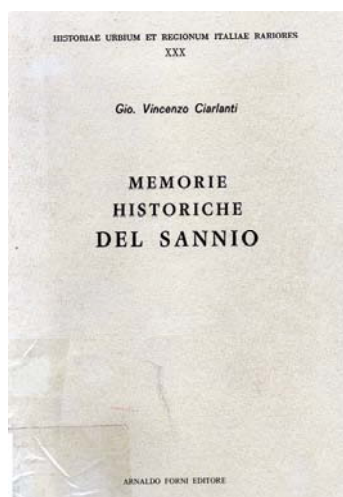 HISTORIAE URBIUM ET REGIONUM ITALIAE RARIORES
XXX
Gio. Vincenzo Ciarlanti
MEMORIE
HISTORICHE
DEL SANNIO
ARNALDO FORNI EDITORE